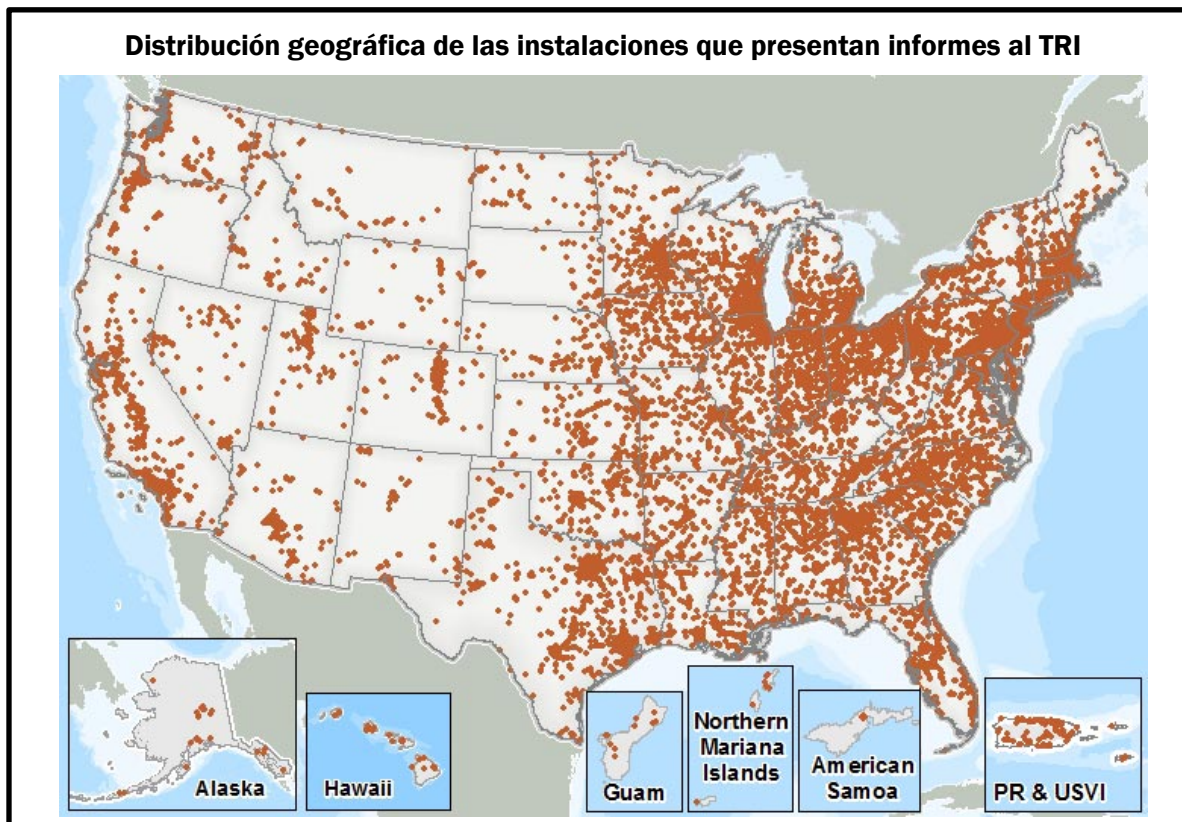 Distribución geográfica de las instalaciones que presentan informes al TRI
Alaska
Hawaii
Guam
Northern
Mariana
Islands
American
Samoa
PR & USVI